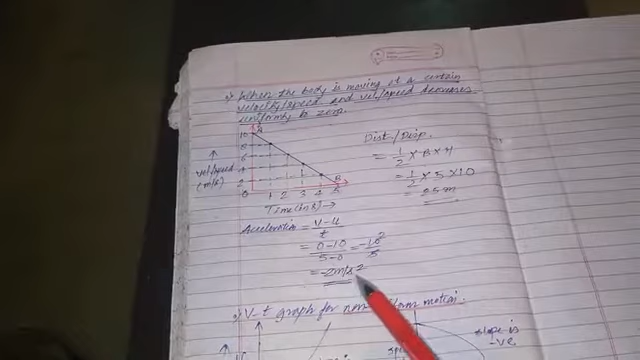 When the body is moving at a certain
velocity/speed and vel/speed decreases
uniformly to zero.
10 A
8
6
4
2
0
1 2 3 4 5
B
↑
vel/speed
(m/s)
Time(in s) →
Dist/Disp.
= 1/2 × B × H
= 1/2 × 5 × 10
= 25m
Acceleration = v-u/t
= 0-10/5-0 = -10/5 2
= -2m/s2
V-t graph for non-uniform motion.
slope is
-ve